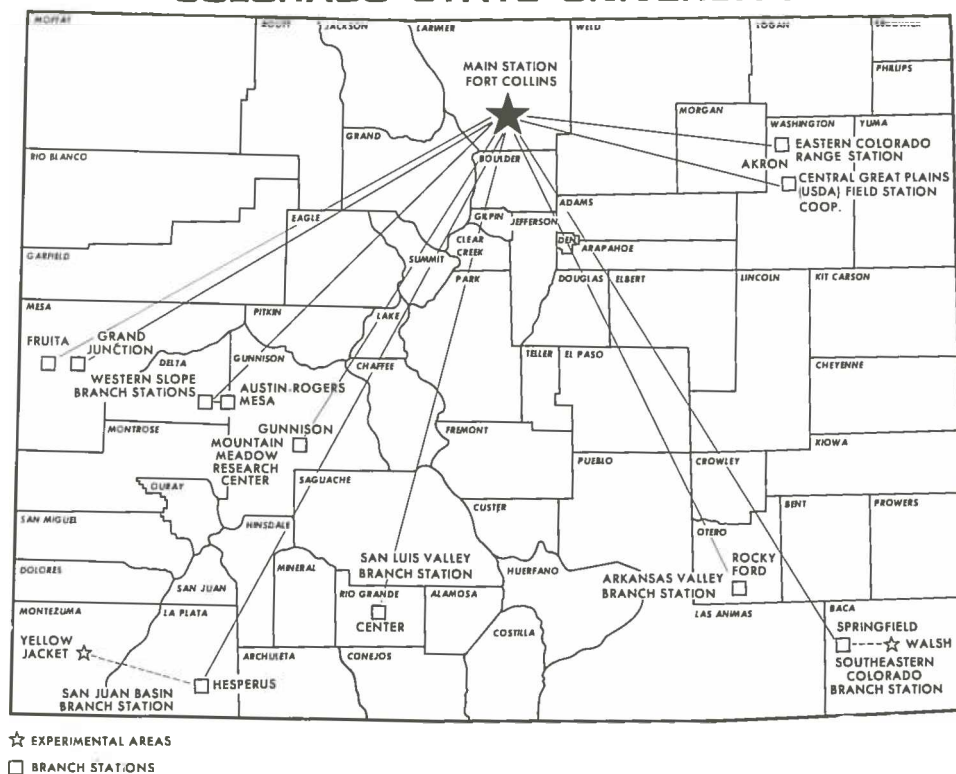 COLORADO STATE UNIVERSITY
MOFFAT
ROUTT
JACKSON
LARIMER
WELD
LOGAN
PHILLIPS
MAIN STATION
FORT COLLINS
MORGAN
WASHINGTON
YUMA
GRAND
EASTERN COLORADO
RANGE STATION
AKRON
RIO BLANCO
BOULDER
CENTRAL GREAT PLAINS
(USDA) FIELD STATION
COOP.
ADAMS
EAGLE
GILPIN
JEFFERSON
CLEAR
CREEK
DEN
ARAPAHOE
GARFIELD
SUMMIT
PARK
DOUGLAS
ELBERT
LINCOLN
KIT CARSON
MESA
PITKIN
LAKE
FRUITA
GRAND
JUNCTION
DELTA
GUNNISON
CHAFFEE
TELLER
EL PASO
CHEYENNE
WESTERN SLOPE
BRANCH STATIONS
AUSTIN-ROGERS
MESA
MONTROSE
GUNNISON
MOUNTAIN
MEADOW
RESEARCH
CENTER
FREMONT
KIOWA
OURAY
SAGUACHE
PUEBLO
CROWLEY
CUSTER
BENT
PROWERS
SAN MIGUEL
HINSDALE
OTERO
DOLORES
MINERAL
SAN LUIS VALLEY
BRANCH STATION
HUERFANO
ROCKY
FORD
ARKANSAS VALLEY
BRANCH STATION
SAN JUAN
RIO GRANDE
ALAMOSA
MONTEZUMA
LA PLATA
CENTER
LAS ANIMAS
BACA
COSTILLA
YELLOW
JACKET
ARCHULETA
CONEJOS
SPRINGFIELD
WALSH
SOUTHEASTERN
COLORADO
BRANCH STATION
HESPERUS
SAN JUAN BASIN
BRANCH STATION
EXPERIMENTAL AREAS
BRANCH STATIONS